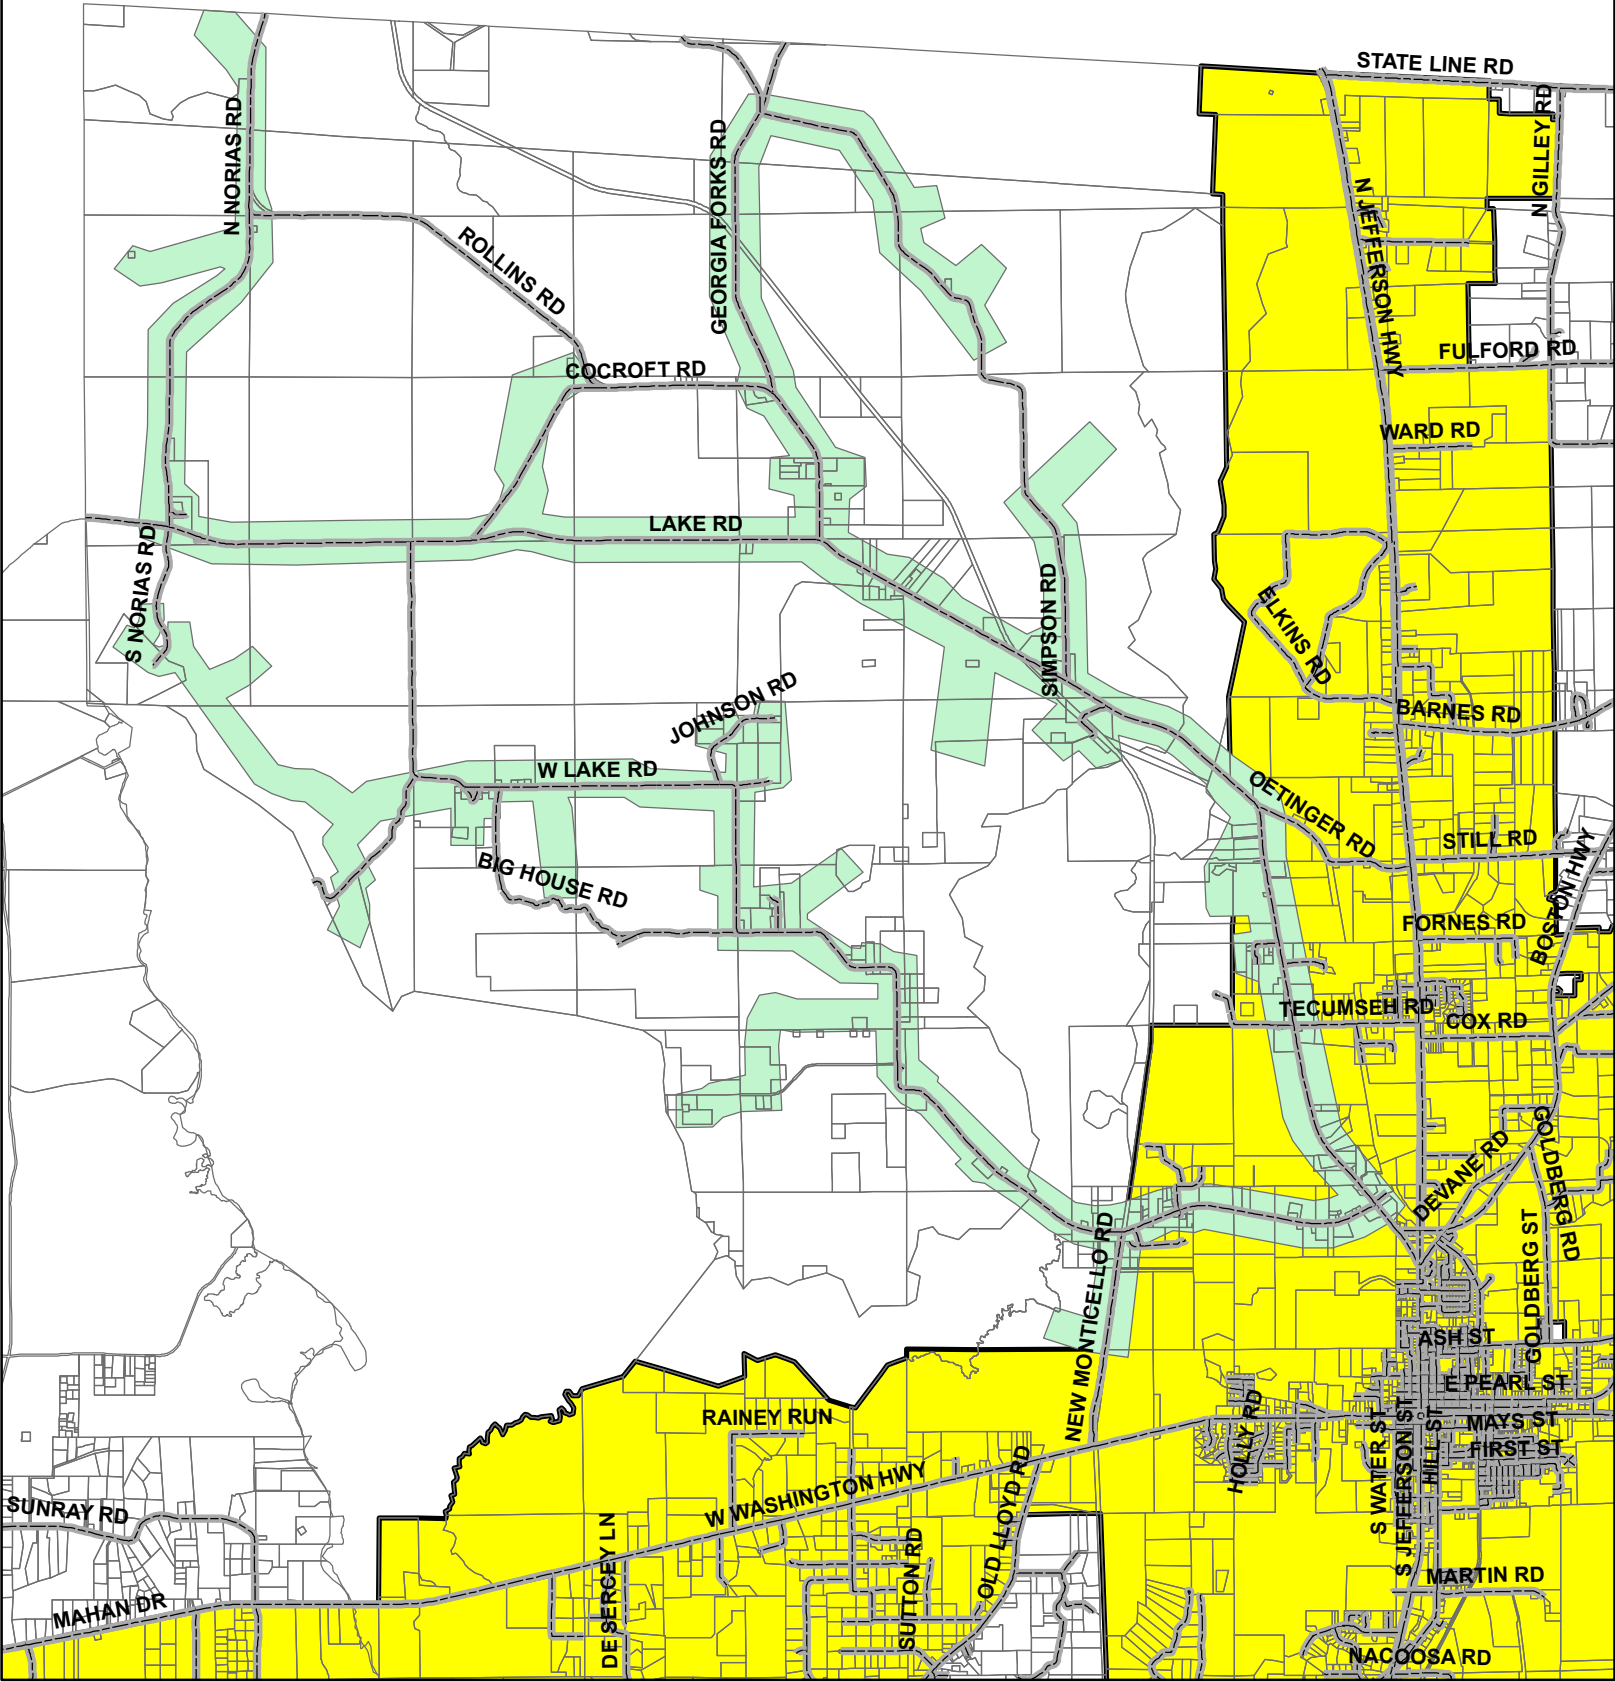 STATE LINE RD
N NORIAS RD
GEORGIA FORKS RD
N GILLEY RD
N JEFFERSON HWY
ROLLINS RD
FULFORD RD
COCROFT RD
WARD RD
LAKE RD
S NORIAS RD
SIMPSON RD
ELKINS RD
JOHNSON RD
BARNES RD
W LAKE RD
OETINGER RD
STILL RD
BOSTON HWY
BIG HOUSE RD
FORNES RD
TECUMSEH RD
COX RD
DEVANE RD
GOLDBERG RD
GOLDBERG ST
NEW MONTICELLO RD
ASH ST
E PEARL ST
RAINEY RUN
HOLLY RD
S WATER ST
S JEFFERSON ST
HILL ST
MAYS ST
FIRST ST
W WASHINGTON HWY
OLD LLOYD RD
SUNRAY RD
DE SERCEY LN
SUTTON RD
MARTIN RD
MAHAN DR
NACOOSA RD